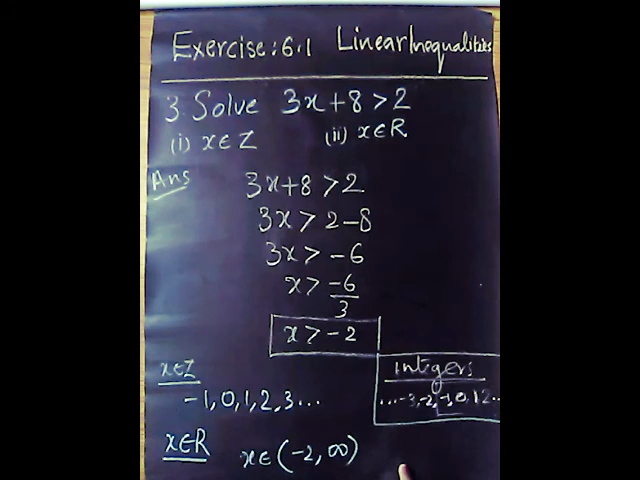 Exercise: 6.1 Linear Inequalities
3. Solve 3x + 8 > 2
(i) x ∈ Z (ii) x ∈ R
Ans 3x + 8 > 2
3x > 2 - 8
3x > -6
x > -6/3
x > -2
x ∈ Z
-1, 0, 1, 2, 3 ...
integers
... -3, -2, -1, 0, 1 2 ..
x ∈ R x ∈ (-2, ∞)